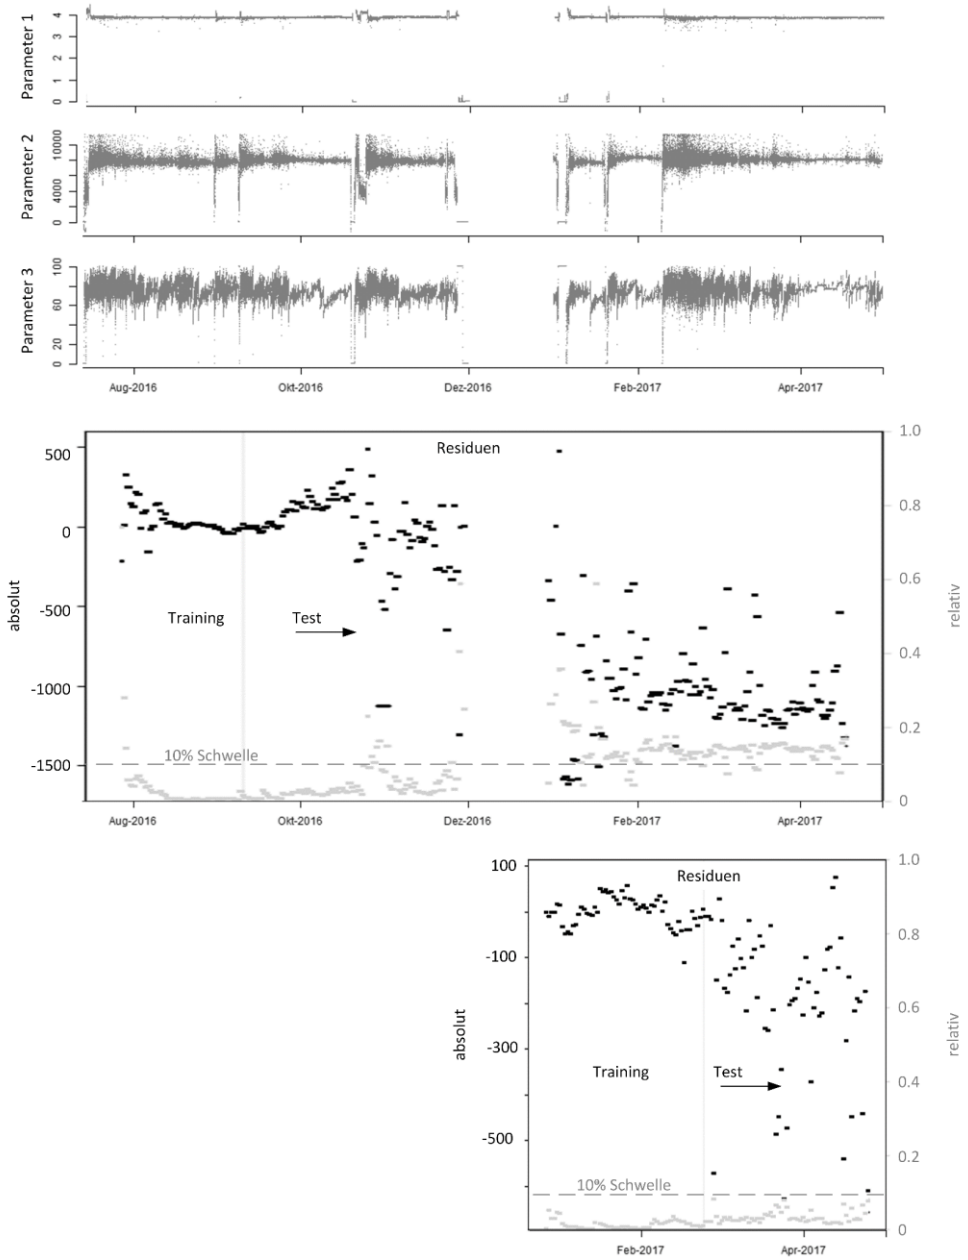 Parameter 1
0 1 2 3 4
Parameter 2
0 4000 10000
Parameter 3
0 20 60 100
Aug-2016 Okt-2016 Dez-2016 Feb-2017 Apr-2017
Residuen
absolut
500
0
-500
-1000
-1500
relativ
1.0
0.8
0.6
0.4
0.2
0
Training Test
10% Schwelle
Aug-2016 Okt-2016 Dez-2016 Feb-2017 Apr-2017
Residuen
absolut
100
-100
-300
-500
relativ
1.0
0.8
0.6
0.4
0.2
0
Training Test
10% Schwelle
Feb-2017 Apr-2017